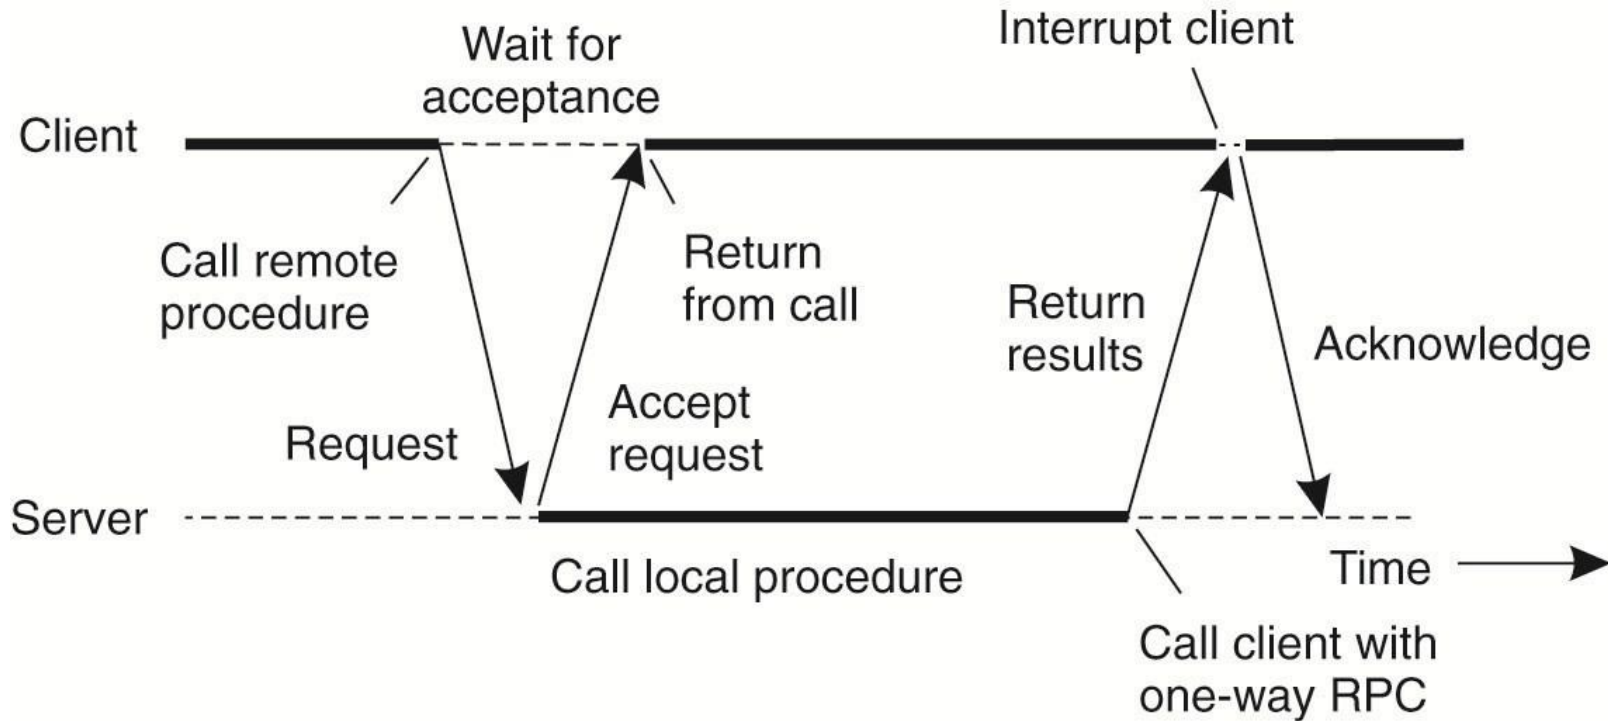 Interrupt client
Wait for
acceptance
Client
Call remote
procedure
Return
from call
Return
results
Acknowledge
Accept
request
Request
Server
Call local procedure
Time
Call client with
one-way RPC